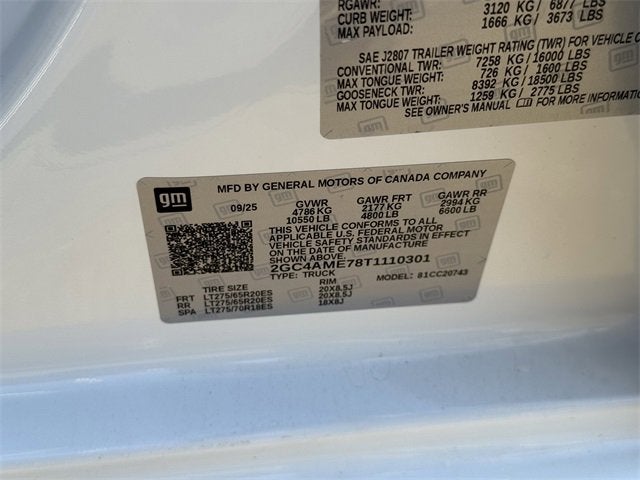 RGAWR: 3120 KG / 6877 LBS
CURB WEIGHT: 1666 KG / 3673 LBS
MAX PAYLOAD:
SAE J2807 TRAILER WEIGHT RATING (TWR) FOR VEHICLE
CONVENTIONAL TWR: 7258 KG / 16000 LBS
MAX TONGUE WEIGHT: 726 KG / 1600 LBS
GOOSENECK TWR: 8392 KG / 18500 LBS
MAX TONGUE WEIGHT: 1259 KG / 2775 LBS
SEE OWNER'S MANUAL gm FOR MORE INFORMATION
gm
MFD BY GENERAL MOTORS OF CANADA COMPANY
09/25 GVWR GAWR FRT GAWR RR
4786 KG 2177 KG 2994 KG
10550 LB 4800 LB 6600 LB
THIS VEHICLE CONFORMS TO ALL
APPLICABLE U.S. FEDERAL MOTOR
VEHICLE SAFETY STANDARDS IN EFFECT
ON THE DATE OF MANUFACTURE
SHOWN ABOVE.
2GC4AME78T1110301
TYPE: TRUCK MODEL: 81CC20743
TIRE SIZE RIM
FRT LT275/65R20ES 20X8.5J
RR LT275/65R20ES 20X8.5J
SPA LT275/70R18ES 18X8J